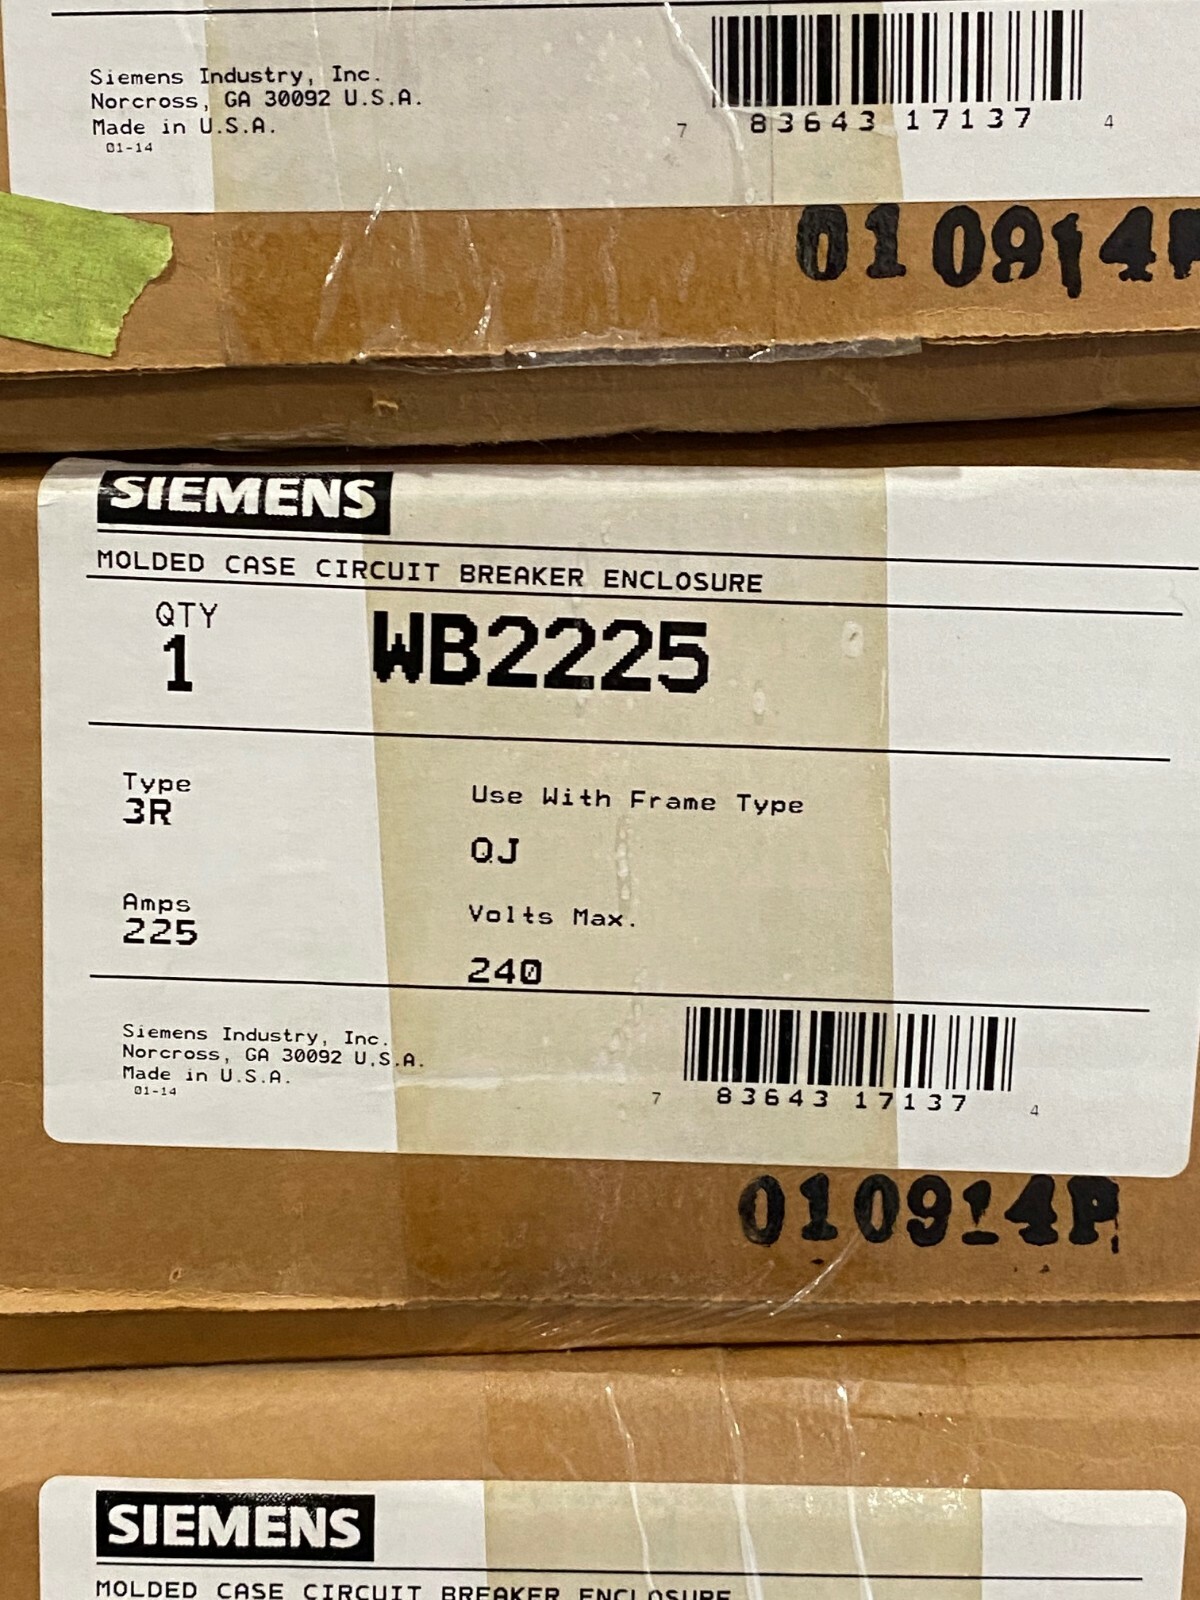 Siemens Industry, Inc.
Norcross, GA 30092 U.S.A.
Made in U.S.A.
01-14
7 83643 17137 4
010914P
SIEMENS
MOLDED CASE CIRCUIT BREAKER ENCLOSURE
QTY
1 WB2225
Type
3R
Use With Frame Type
QJ
Amps
225
Volts Max.
240
Siemens Industry, Inc.
Norcross, GA 30092 U.S.A.
Made in U.S.A.
01-14
7 83643 17137 4
010914P
SIEMENS
MOLDED CASE CIRCUIT BREAKER ENCLOSURE